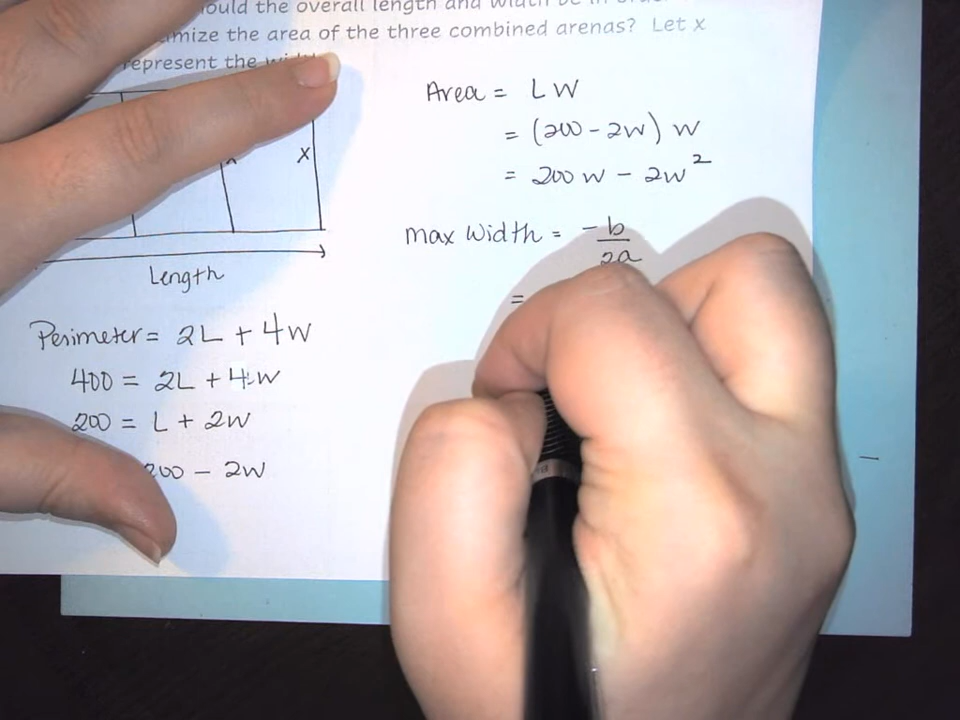 ould the overall length and width be in
mize the area of the three combined arenas? Let x
epresent the
x
Length
Perimeter = 2L + 4W
400 = 2L + 4W
200 = L + 2W
200 - 2W
Area = LW
= (200 - 2W) W
= 200W - 2W²
max Width = -b/2a
=